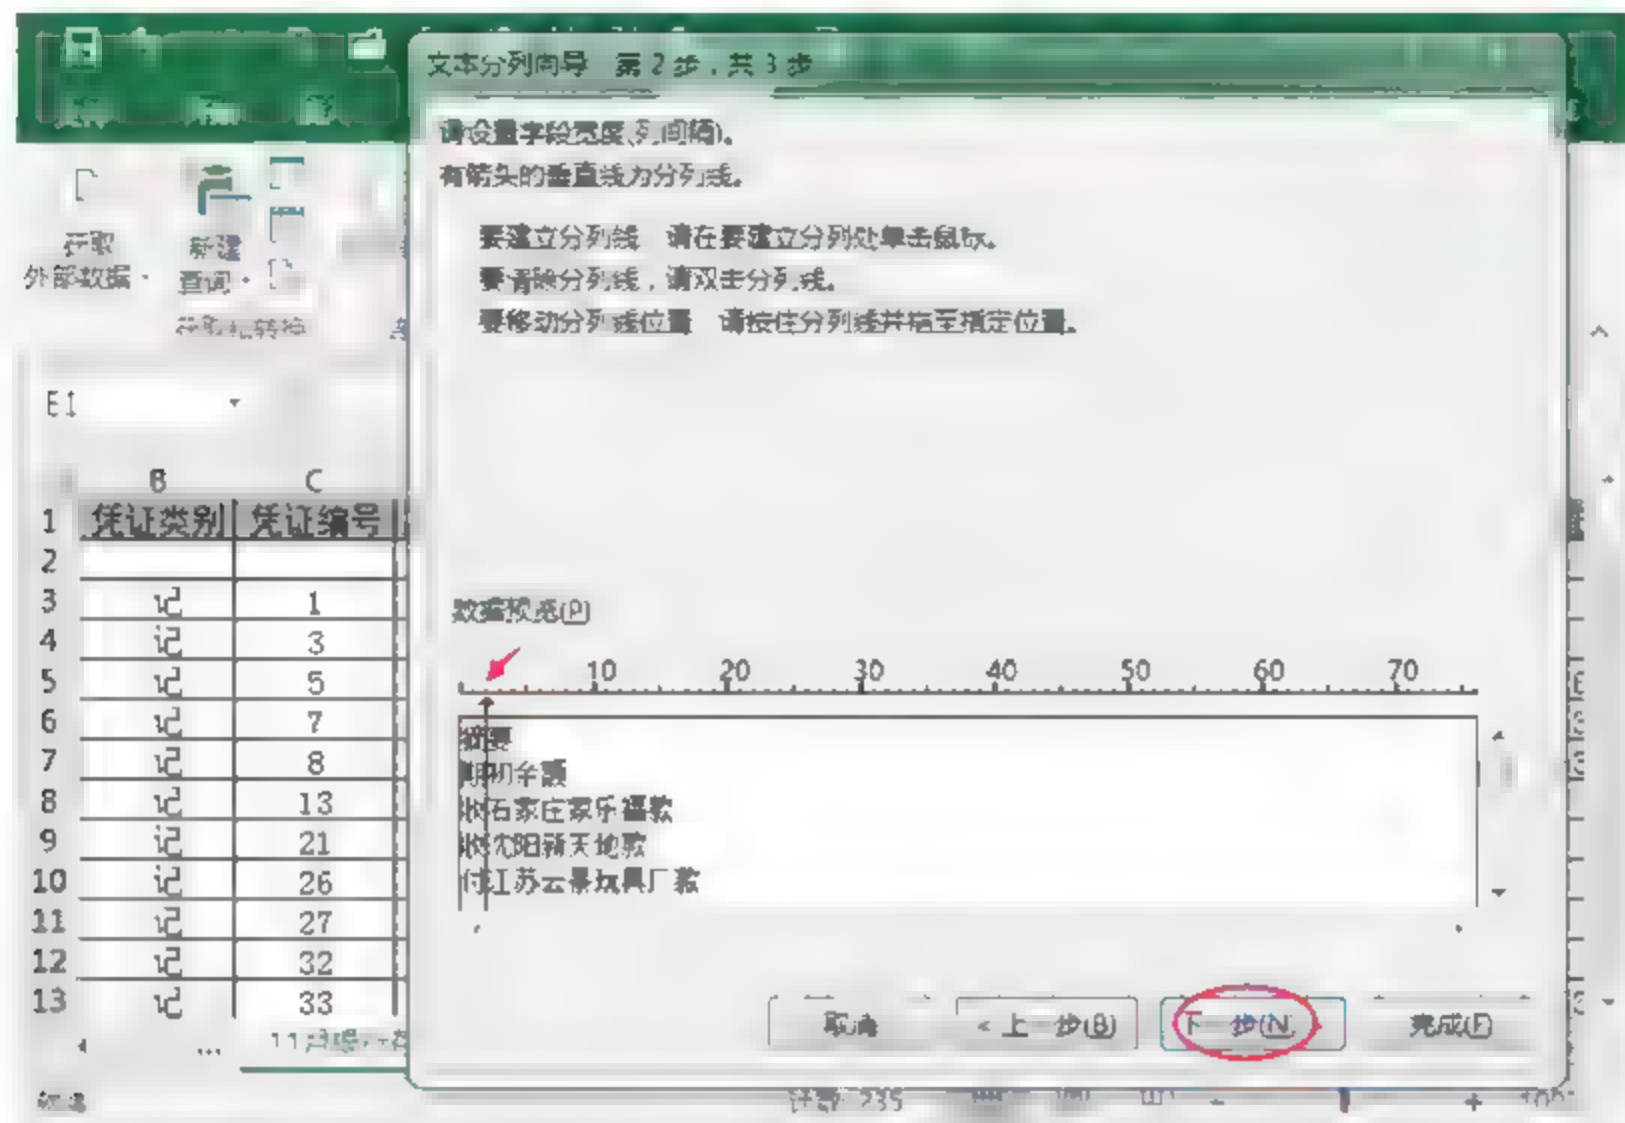 文本分列向导 第 2 步，共 3 步
请设置字段宽度(列间隔)。
有箭头的垂直线为分列线。
要建立分列线，请在要建立分列处单击鼠标。
要清除分列线，请双击分列线。
要移动分列线位置，请按住分列线并拖至指定位置。
获取
外部数据
新建
查询
获取和转换
E1
B C
1 凭证类别 凭证编号
2
3 记 1
4 记 3
5 记 5
6 记 7
7 记 8
8 记 13
9 记 21
10 记 26
11 记 27
12 记 32
13 记 33
数据预览(P)
10 20 30 40 50 60 70
摘要
期初余额
收石家庄家乐福款
收沈阳新天地款
付江苏云景玩具厂款
取消 < 上一步(B) 下一步(N) 完成(F)
...
计数 235